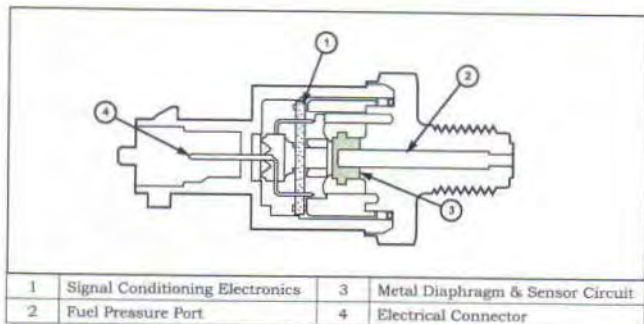 1
2
4
3
1 Signal Conditioning Electronics 3 Metal Diaphragm & Sensor Circuit
2 Fuel Pressure Port 4 Electrical Connector